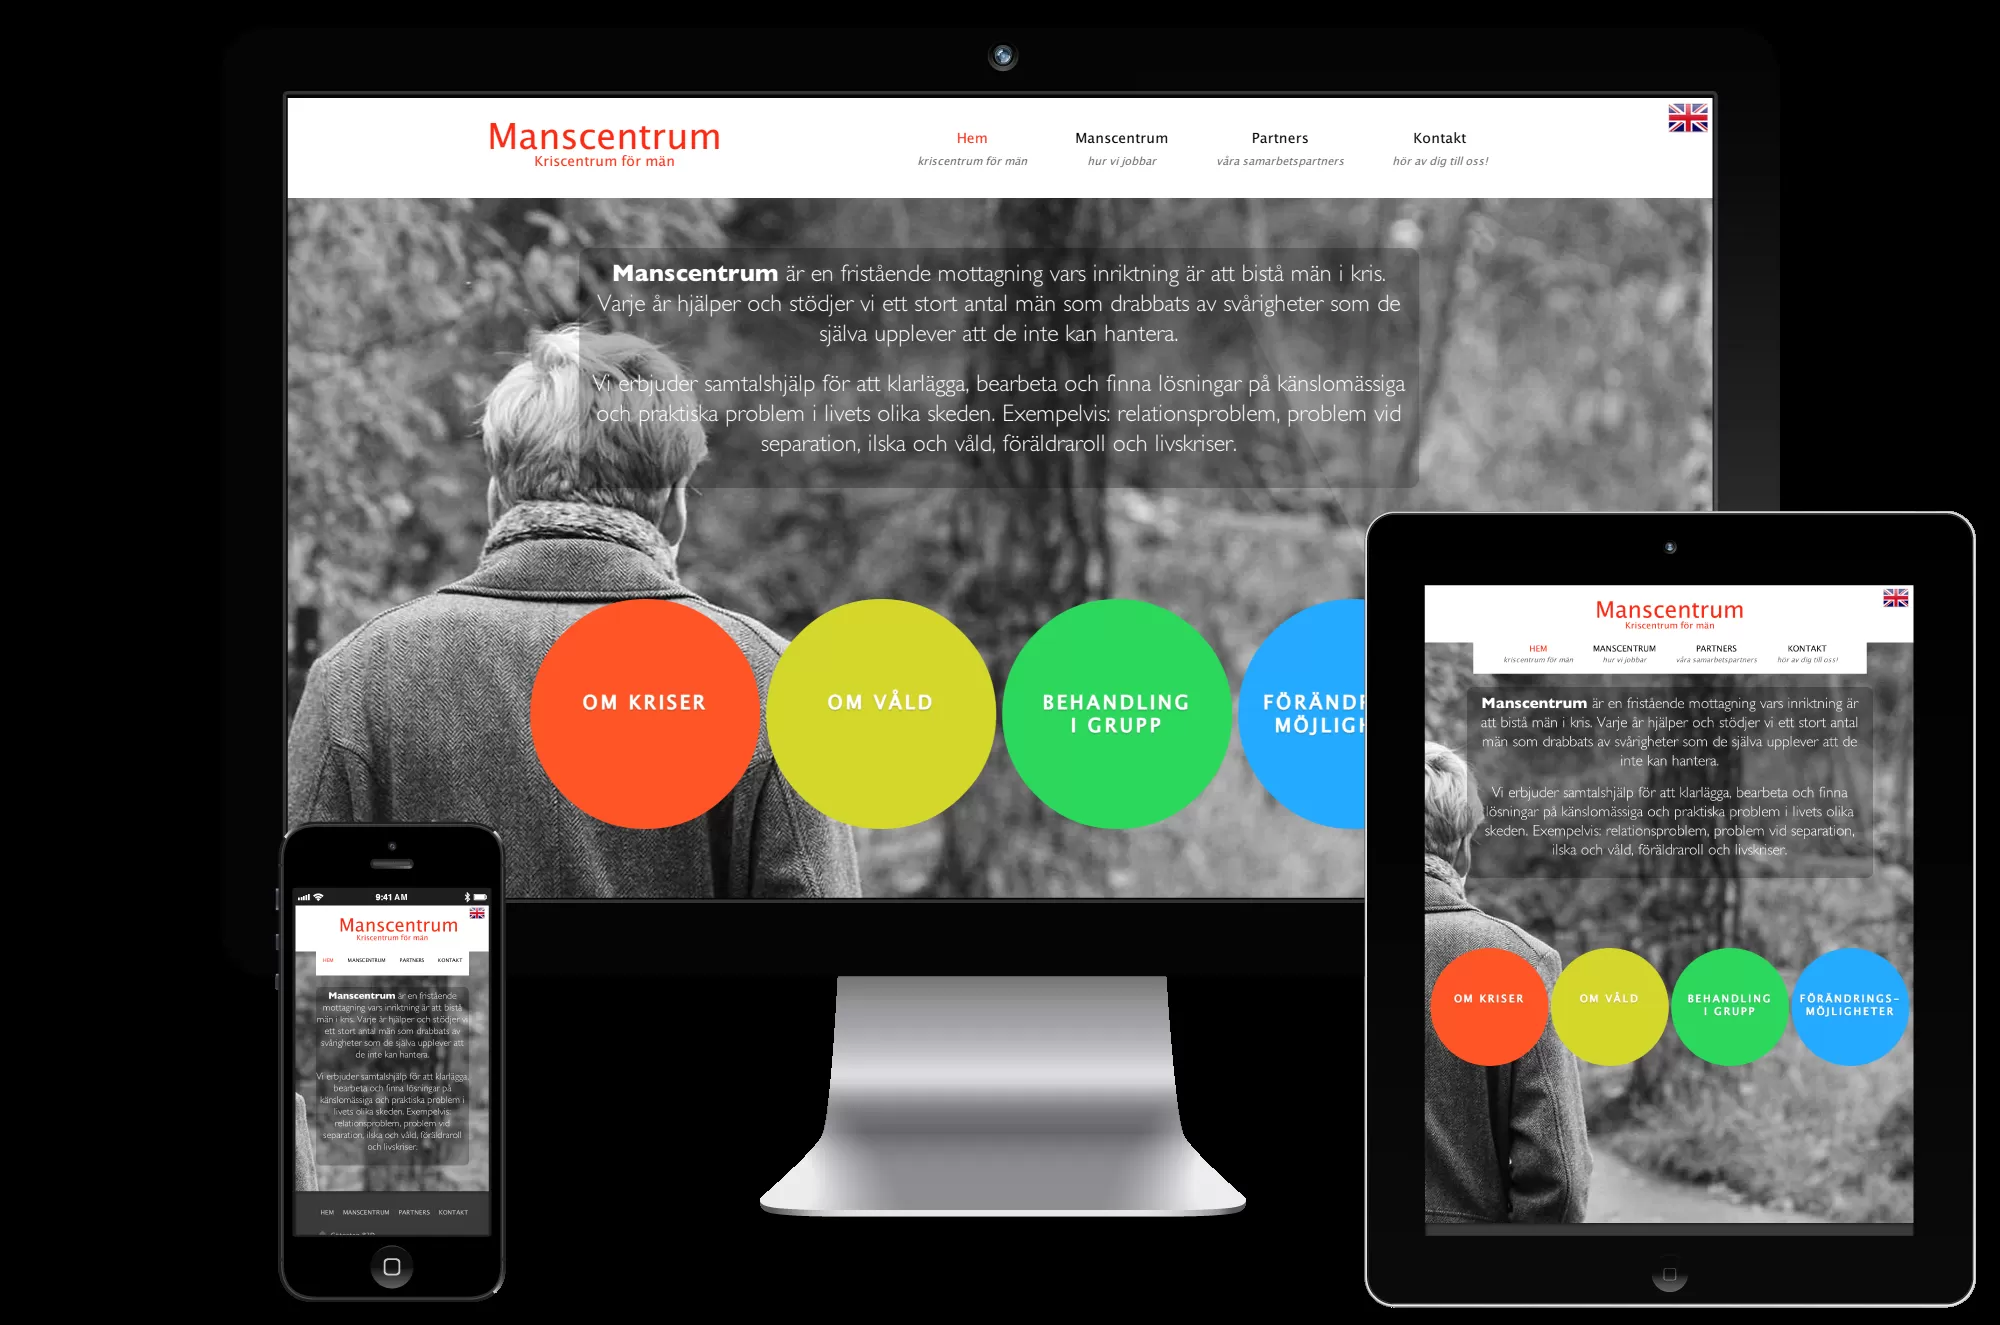 Manscentrum
Kriscentrum för män
Hem
kriscentrum för män
Manscentrum
hur vi jobbar
Partners
våra samarbetspartners
Kontakt
hör av dig till oss!
Manscentrum är en fristående mottagning vars inriktning är att bistå män i kris.
Varje år hjälper och stödjer vi ett stort antal män som drabbats av svårigheter som de
själva upplever att de inte kan hantera.
Vi erbjuder samtalshjälp för att klarlägga, bearbeta och finna lösningar på känslomässiga
och praktiska problem i livets olika skeden. Exempelvis: relationsproblem, problem vid
separation, ilska och våld, föräldraroll och livskriser.
OM KRISER
OM VÅLD
BEHANDLING
I GRUPP
FÖRÄNDR
MÖJLIGH
9:41 AM
Manscentrum
Kriscentrum för män
HEM MANSCENTRUM PARTNERS KONTAKT
Manscentrum är en fristående
mottagning vars inriktning är att bistå
män i kris. Varje år hjälper och stödjer vi
ett stort antal män som drabbats av
svårigheter som de själva upplever att
de inte kan hantera.
Vi erbjuder samtalshjälp för att klarlägga,
bearbeta och finna lösningar på
känslomässiga och praktiska problem i
livets olika skeden. Exempelvis:
relationsproblem, problem vid
separation, ilska och våld, föräldraroll
och livskriser.
HEM MANSCENTRUM PARTNERS KONTAKT
Manscentrum
Kriscentrum för män
HEM
kriscentrum för män
MANSCENTRUM
hur vi jobbar
PARTNERS
våra samarbetspartners
KONTAKT
hör av dig till oss!
Manscentrum är en fristående mottagning vars inriktning är
att bistå män i kris. Varje år hjälper och stödjer vi ett stort antal
män som drabbats av svårigheter som de själva upplever att de
inte kan hantera.
Vi erbjuder samtalshjälp för att klarlägga, bearbeta och finna
lösningar på känslomässiga och praktiska problem i livets olika
skeden. Exempelvis: relationsproblem, problem vid separation,
ilska och våld, föräldraroll och livskriser.
OM KRISER
OM VÅLD
BEHANDLING
I GRUPP
FÖRÄNDRINGS-
MÖJLIGHETER